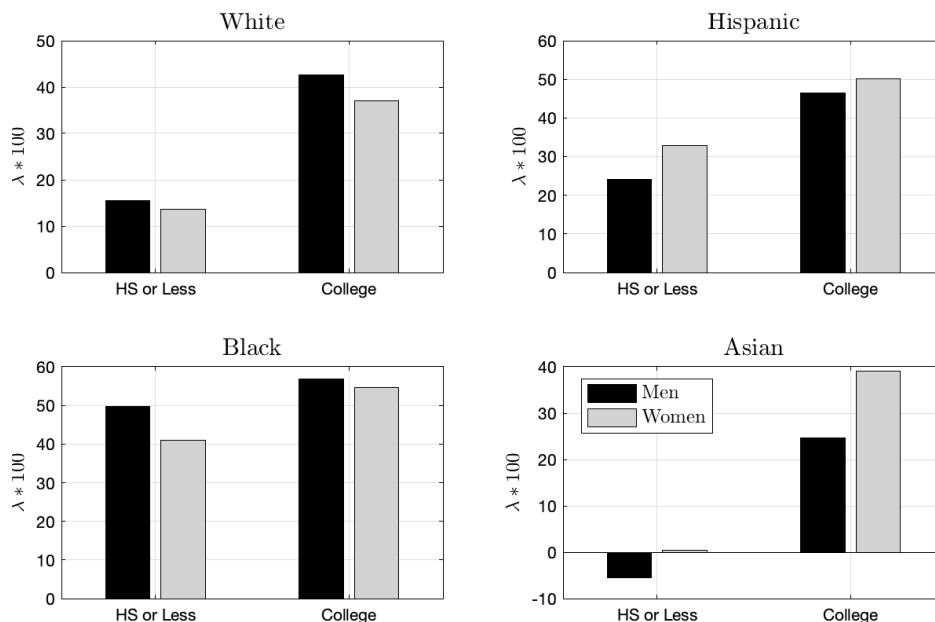 White
50
40
30
20
10
0
λ * 100
HS or Less
College
Hispanic
60
50
40
30
20
10
0
λ * 100
HS or Less
College
Black
60
50
40
30
20
10
0
λ * 100
HS or Less
College
Asian
40
30
20
10
0
-10
λ * 100
Men
Women
HS or Less
College